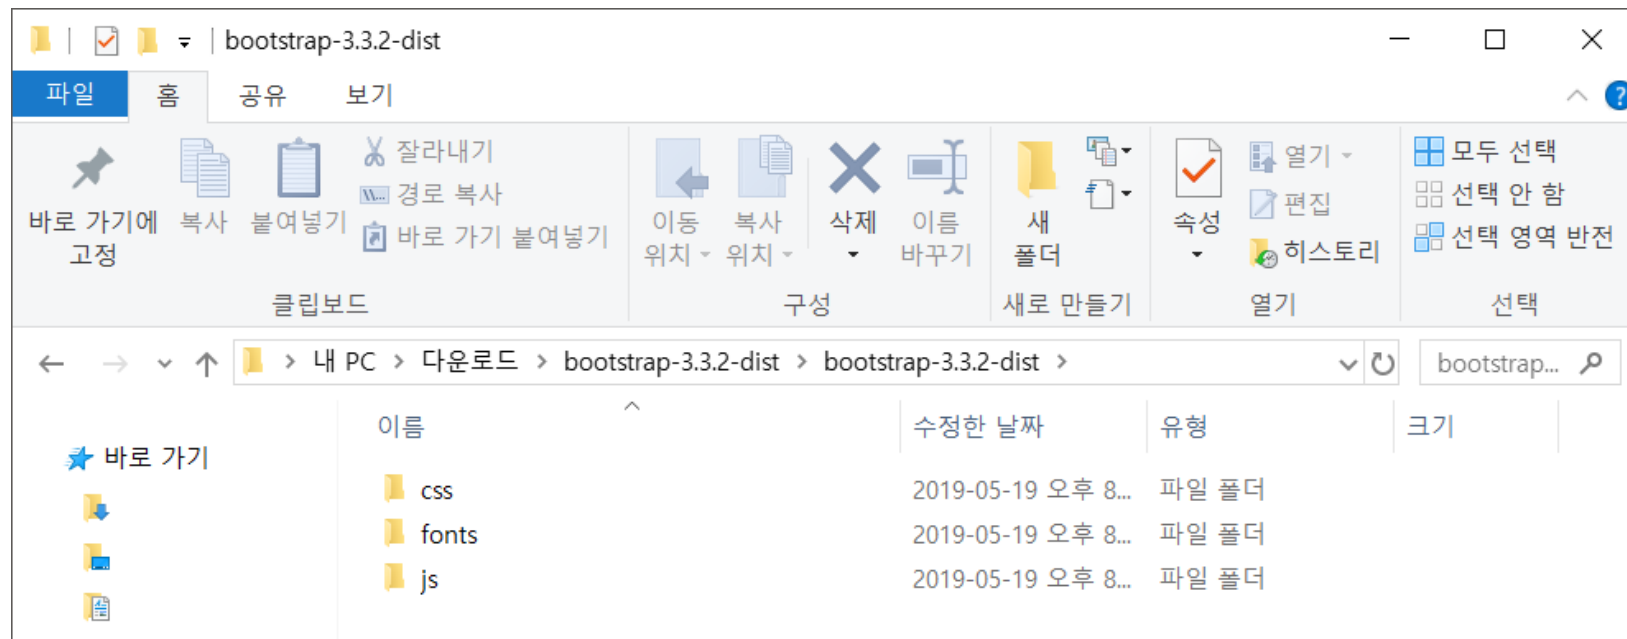 bootstrap-3.3.2-dist
파일 홈 공유 보기
바로 가기에 고정
복사
붙여넣기
잘라내기
경로 복사
바로 가기 붙여넣기
클립보드
이동 위치
복사 위치
삭제
이름 바꾸기
구성
새 폴더
새로 만들기
속성
열기
편집
히스토리
열기
모두 선택
선택 안 함
선택 영역 반전
선택
내 PC > 다운로드 > bootstrap-3.3.2-dist > bootstrap-3.3.2-dist >
bootstrap...
바로 가기
이름 수정한 날짜 유형 크기
css 2019-05-19 오후 8... 파일 폴더
fonts 2019-05-19 오후 8... 파일 폴더
js 2019-05-19 오후 8... 파일 폴더